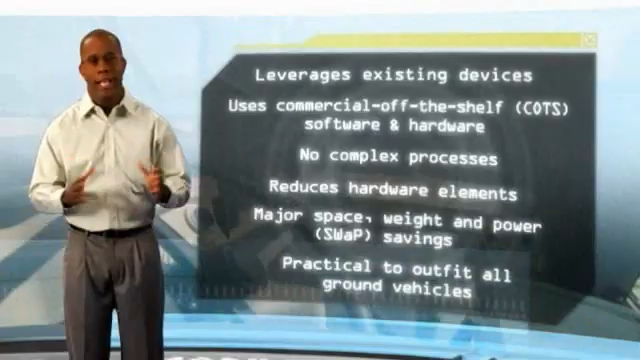 Leverages existing devices
Uses commercial-off-the-shelf (COTS)
software & hardware
No complex processes
Reduces hardware elements
Major space, weight and power
(SWaP) savings
Practical to outfit all
ground vehicles